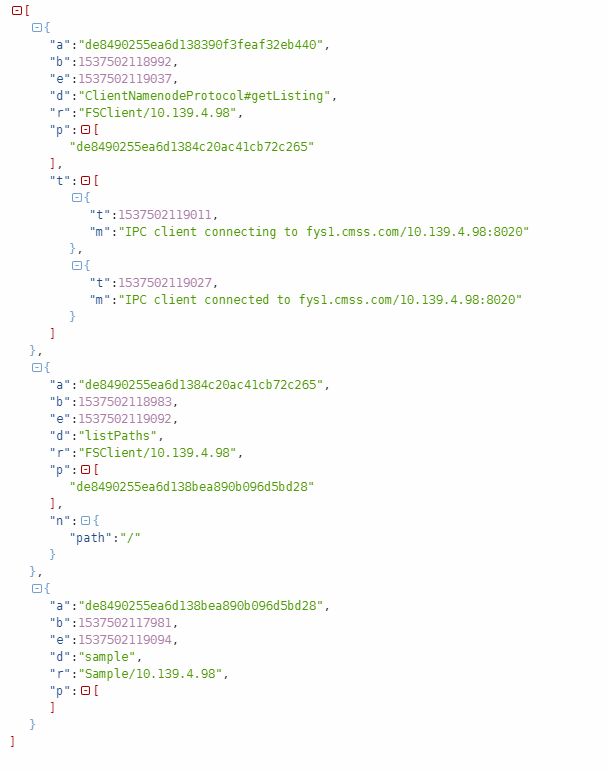 [
{
"a":"de8490255ea6d138390f3feaf32eb440",
"b":1537502118992,
"e":1537502119037,
"d":"ClientNamenodeProtocol#getListing",
"r":"FSClient/10.139.4.98",
"p":[
"de8490255ea6d1384c20ac41cb72c265"
],
"t":[
{
"t":1537502119011,
"m":"IPC client connecting to fys1.cmss.com/10.139.4.98:8020"
},
{
"t":1537502119027,
"m":"IPC client connected to fys1.cmss.com/10.139.4.98:8020"
}
]
},
{
"a":"de8490255ea6d1384c20ac41cb72c265",
"b":1537502118983,
"e":1537502119092,
"d":"listPaths",
"r":"FSClient/10.139.4.98",
"p":[
"de8490255ea6d138bea890b096d5bd28"
],
"n":{
"path":"/"
}
},
{
"a":"de8490255ea6d138bea890b096d5bd28",
"b":1537502117981,
"e":1537502119094,
"d":"sample",
"r":"Sample/10.139.4.98",
"p":[
]
}
]